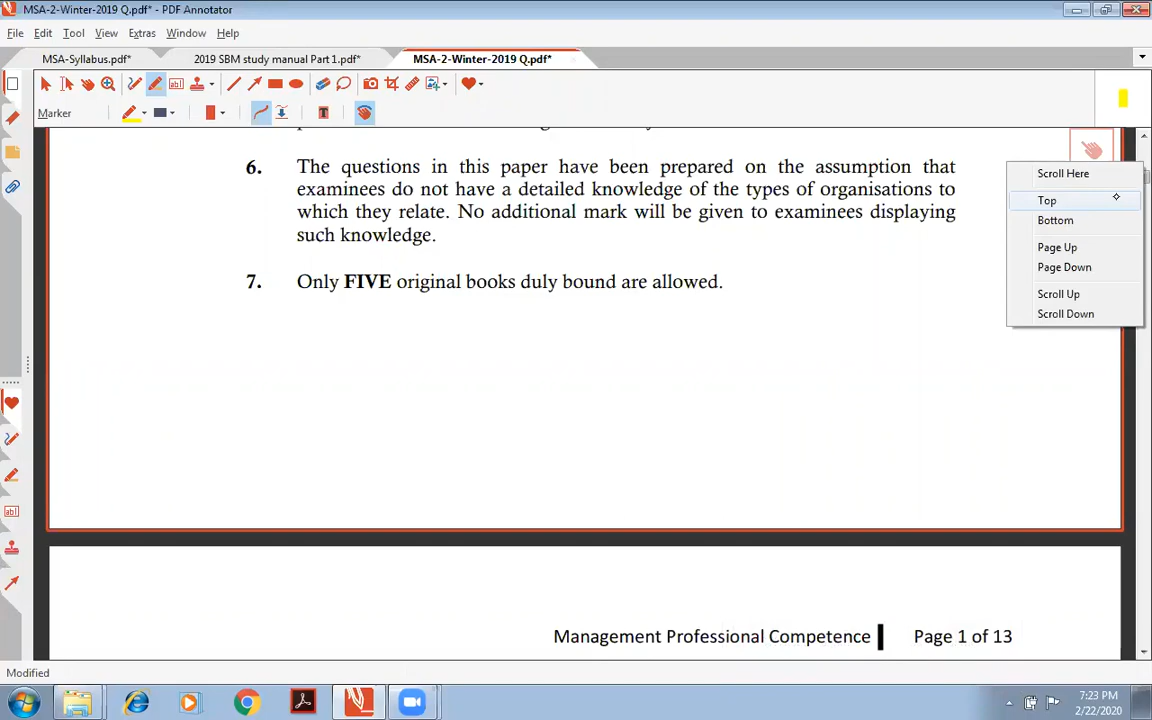 MSA-2-Winter-2019 Q.pdf* - PDF Annotator
File Edit Tool View Extras Window Help
MSA-Syllabus.pdf* 2019 SBM study manual Part 1.pdf* MSA-2-Winter-2019 Q.pdf*
Marker
6. The questions in this paper have been prepared on the assumption that
examinees do not have a detailed knowledge of the types of organisations to
which they relate. No additional mark will be given to examinees displaying
such knowledge.
7. Only FIVE original books duly bound are allowed.
Scroll Here
Top
Bottom
Page Up
Page Down
Scroll Up
Scroll Down
Management Professional Competence Page 1 of 13
Modified
7:23 PM
2/22/2020